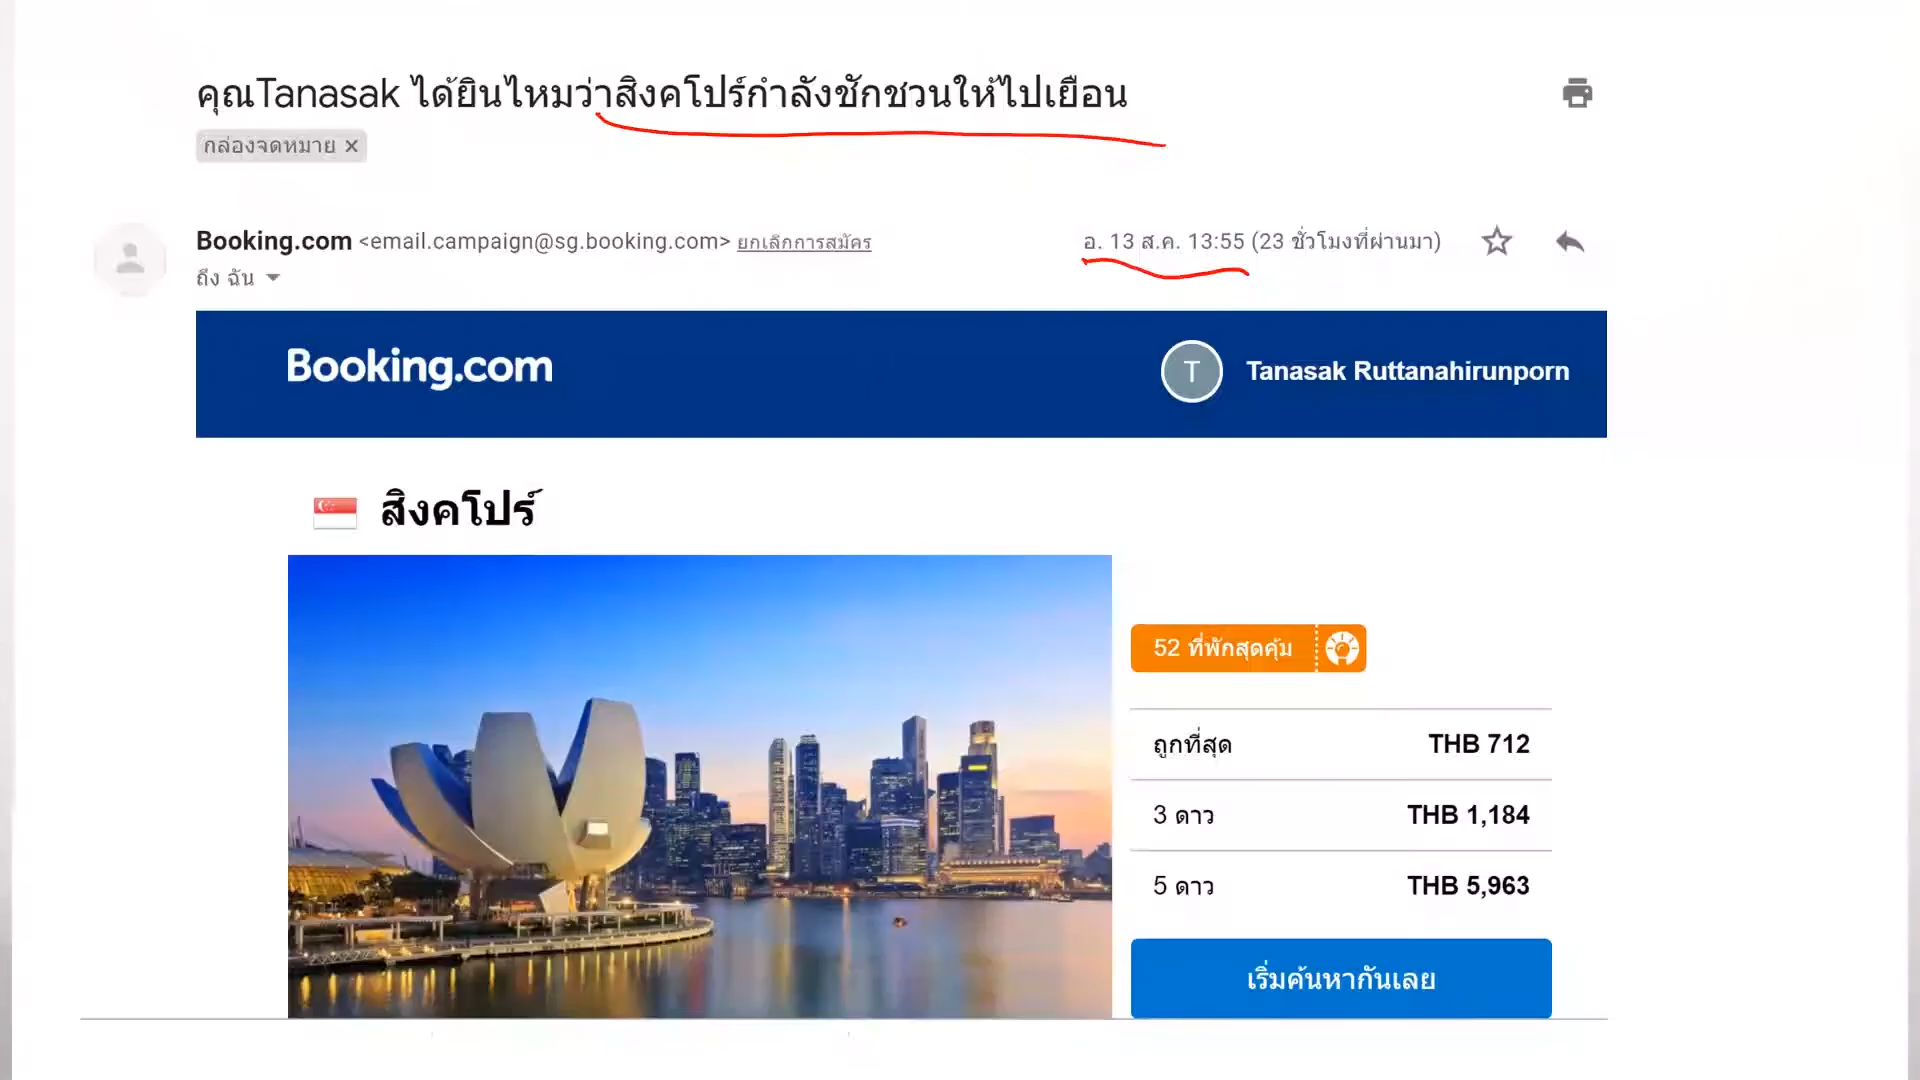 คุณTanasak ได้ยินไหมว่าสิงคโปร์กำลังชักชวนให้ไปเยือน
กล่องจดหมาย ×
Booking.com <email.campaign@sg.booking.com> ยกเลิกการสมัคร
อ. 13 ส.ค. 13:55 (23 ชั่วโมงที่ผ่านมา)
ถึง ฉัน
Booking.com
T Tanasak Ruttanahirunporn
สิงคโปร์
52 ที่พักสุดคุ้ม
ถูกที่สุด THB 712
3 ดาว THB 1,184
5 ดาว THB 5,963
เริ่มค้นหากันเลย